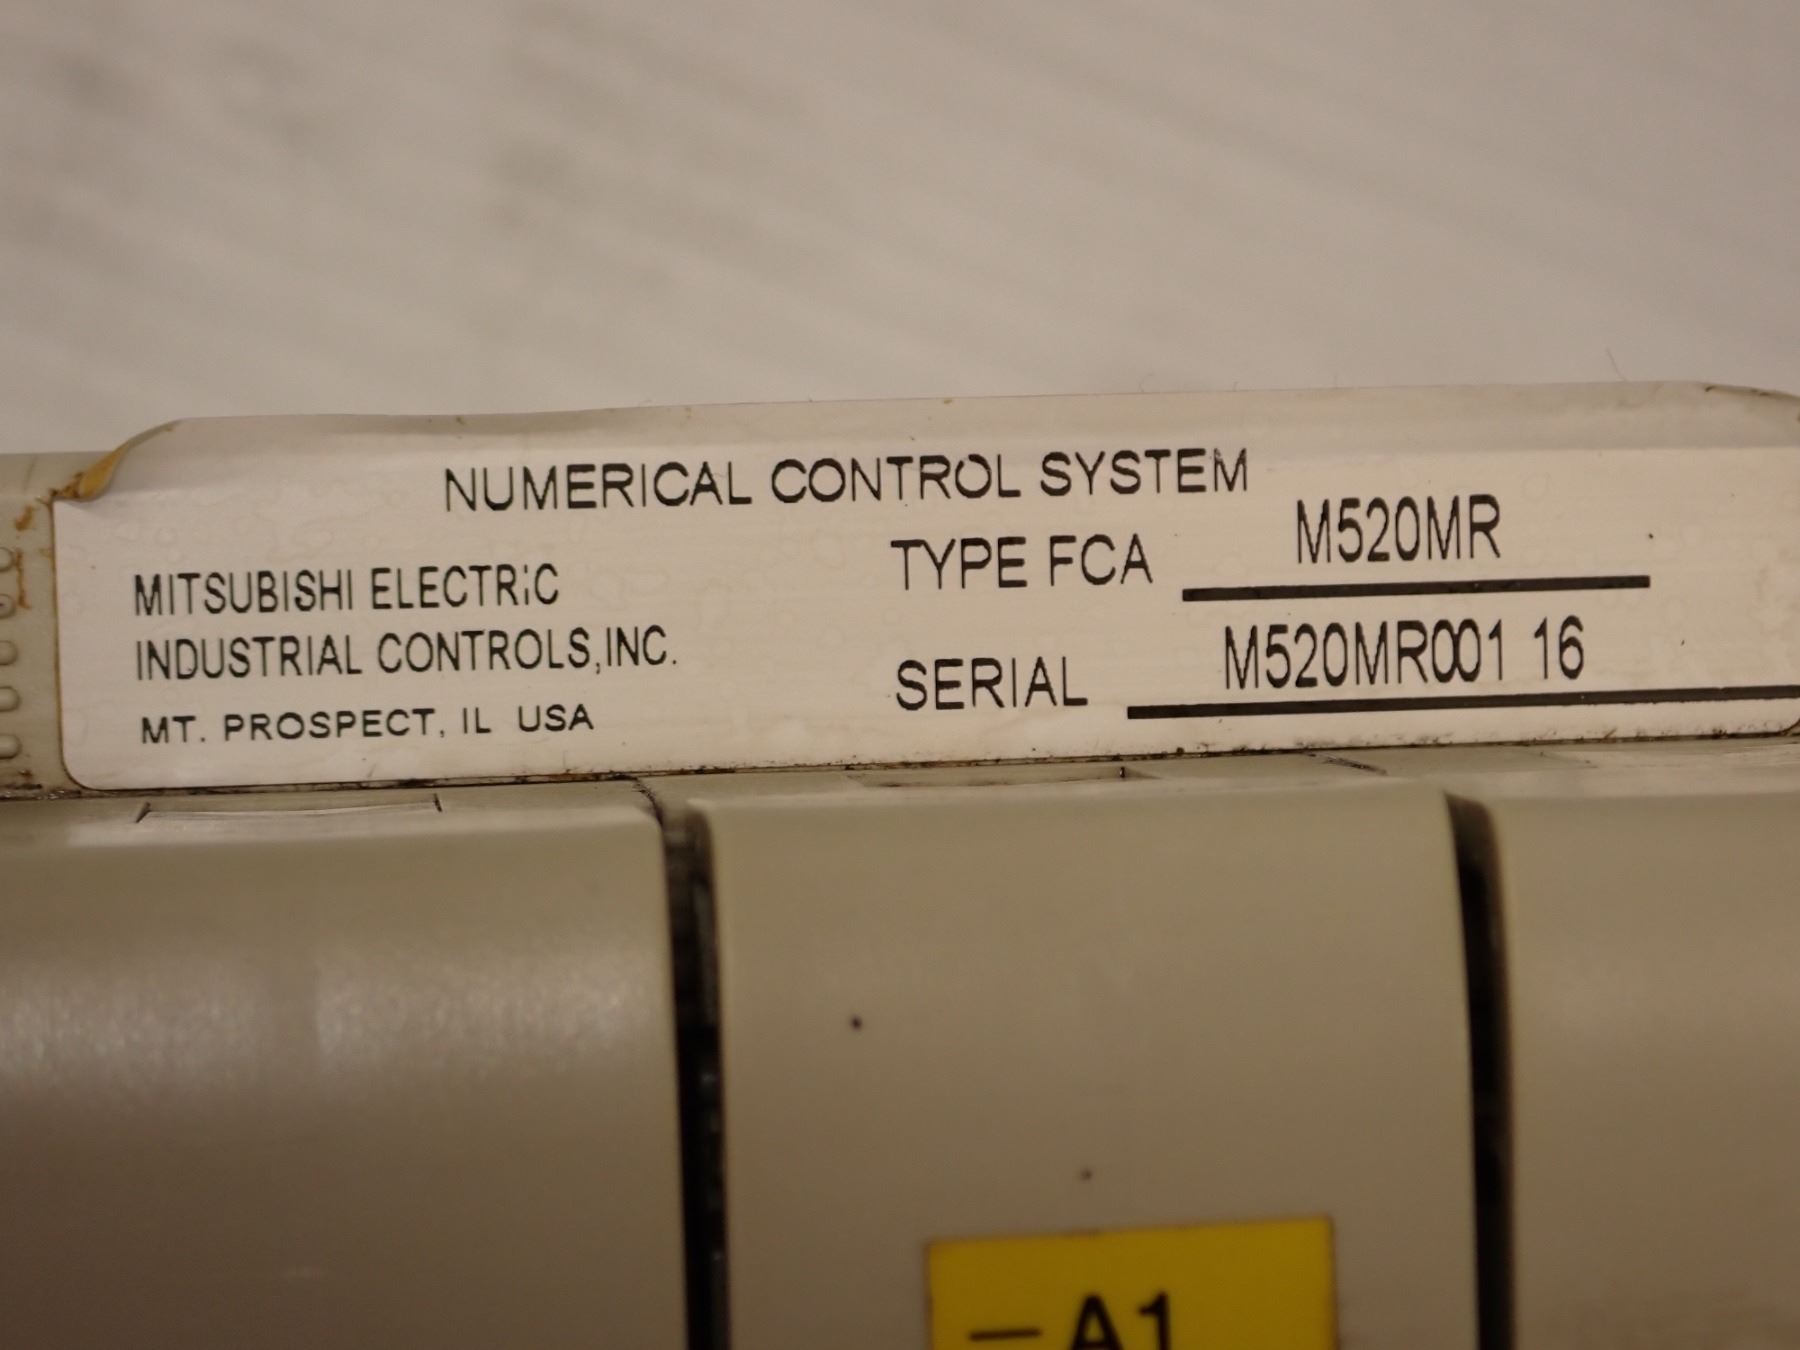 NUMERICAL CONTROL SYSTEM
MITSUBISHI ELECTRiC
INDUSTRIAL CONTROLS, INC.
MT. PROSPECT, IL USA
TYPE FCA M520MR
SERIAL M520MR001 16
—A1